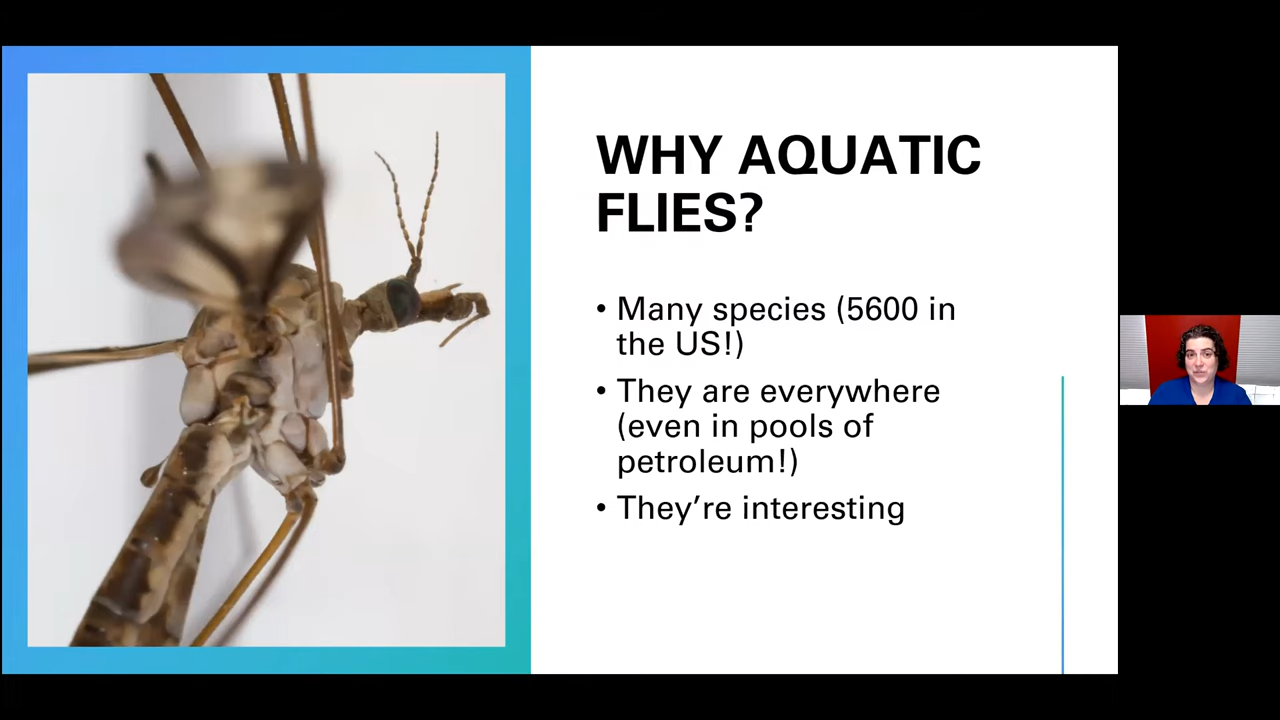 WHY AQUATIC
FLIES?
• Many species (5600 in
the US!)
• They are everywhere
(even in pools of
petroleum!)
• They’re interesting